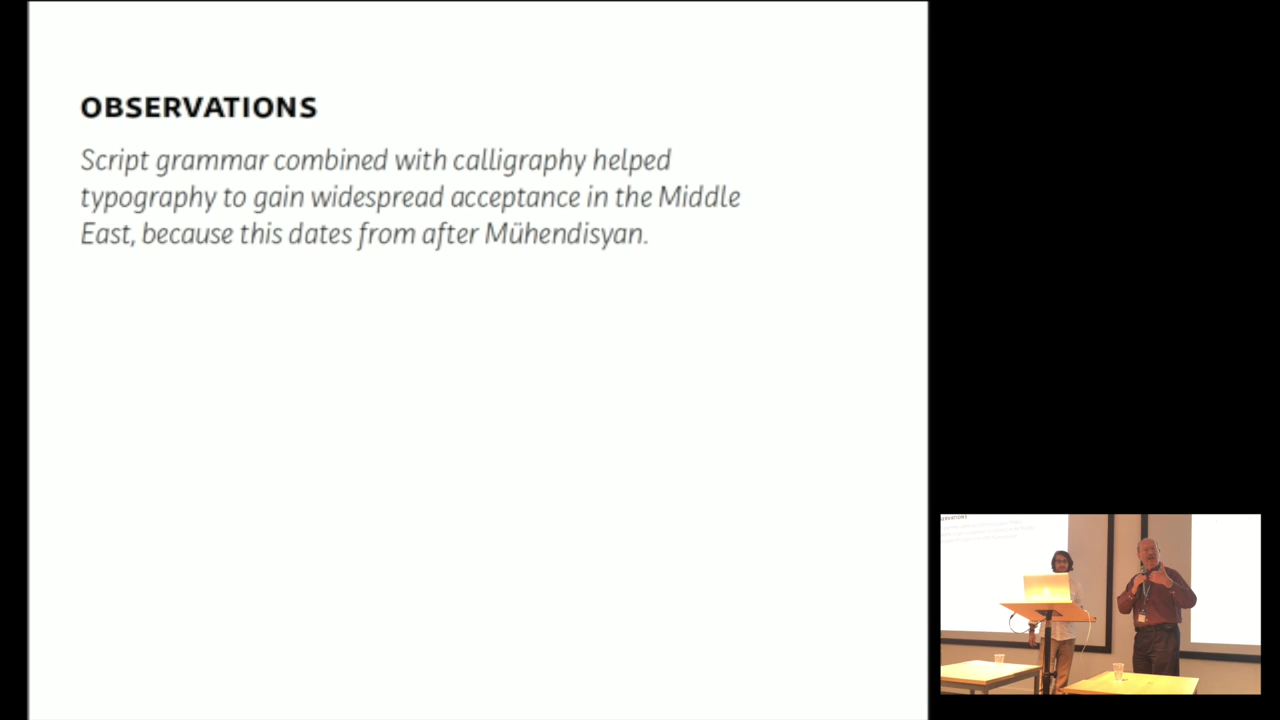 OBSERVATIONS
Script grammar combined with calligraphy helped
typography to gain widespread acceptance in the Middle
East, because this dates from after Mühendisyan.